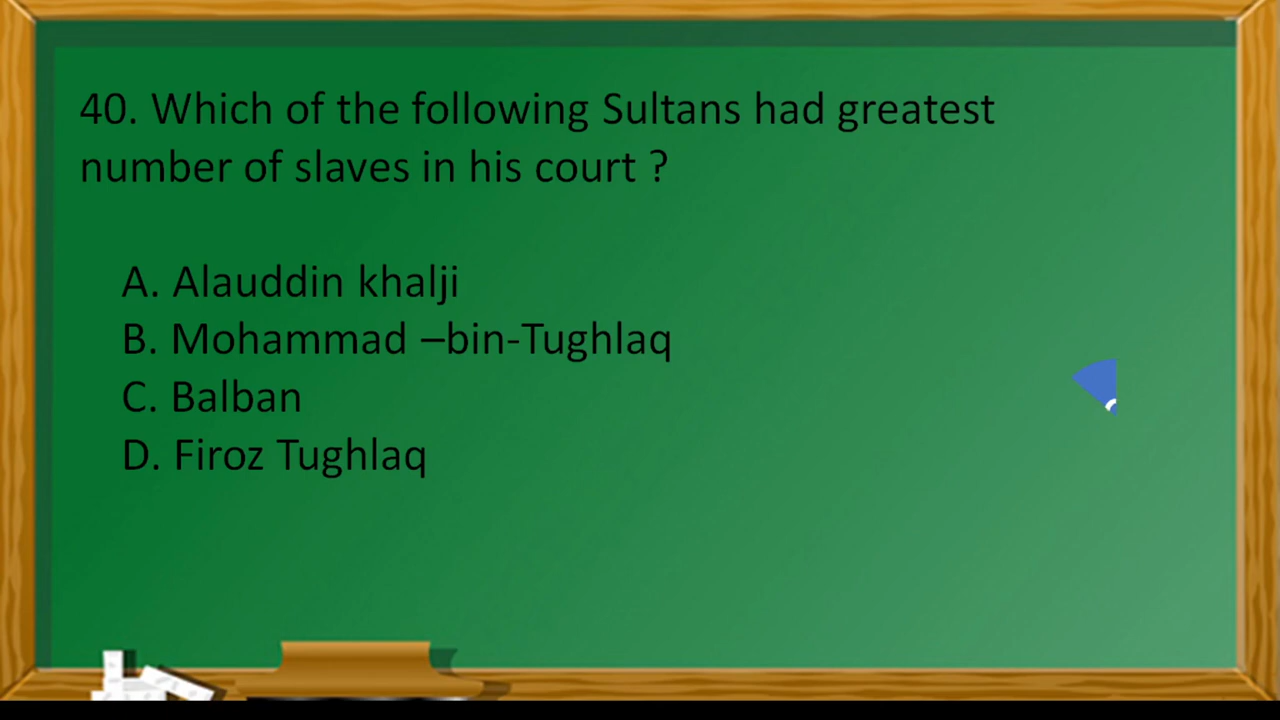 40. Which of the following Sultans had greatest
number of slaves in his court ?
A. Alauddin khalji
B. Mohammad –bin-Tughlaq
C. Balban
D. Firoz Tughlaq